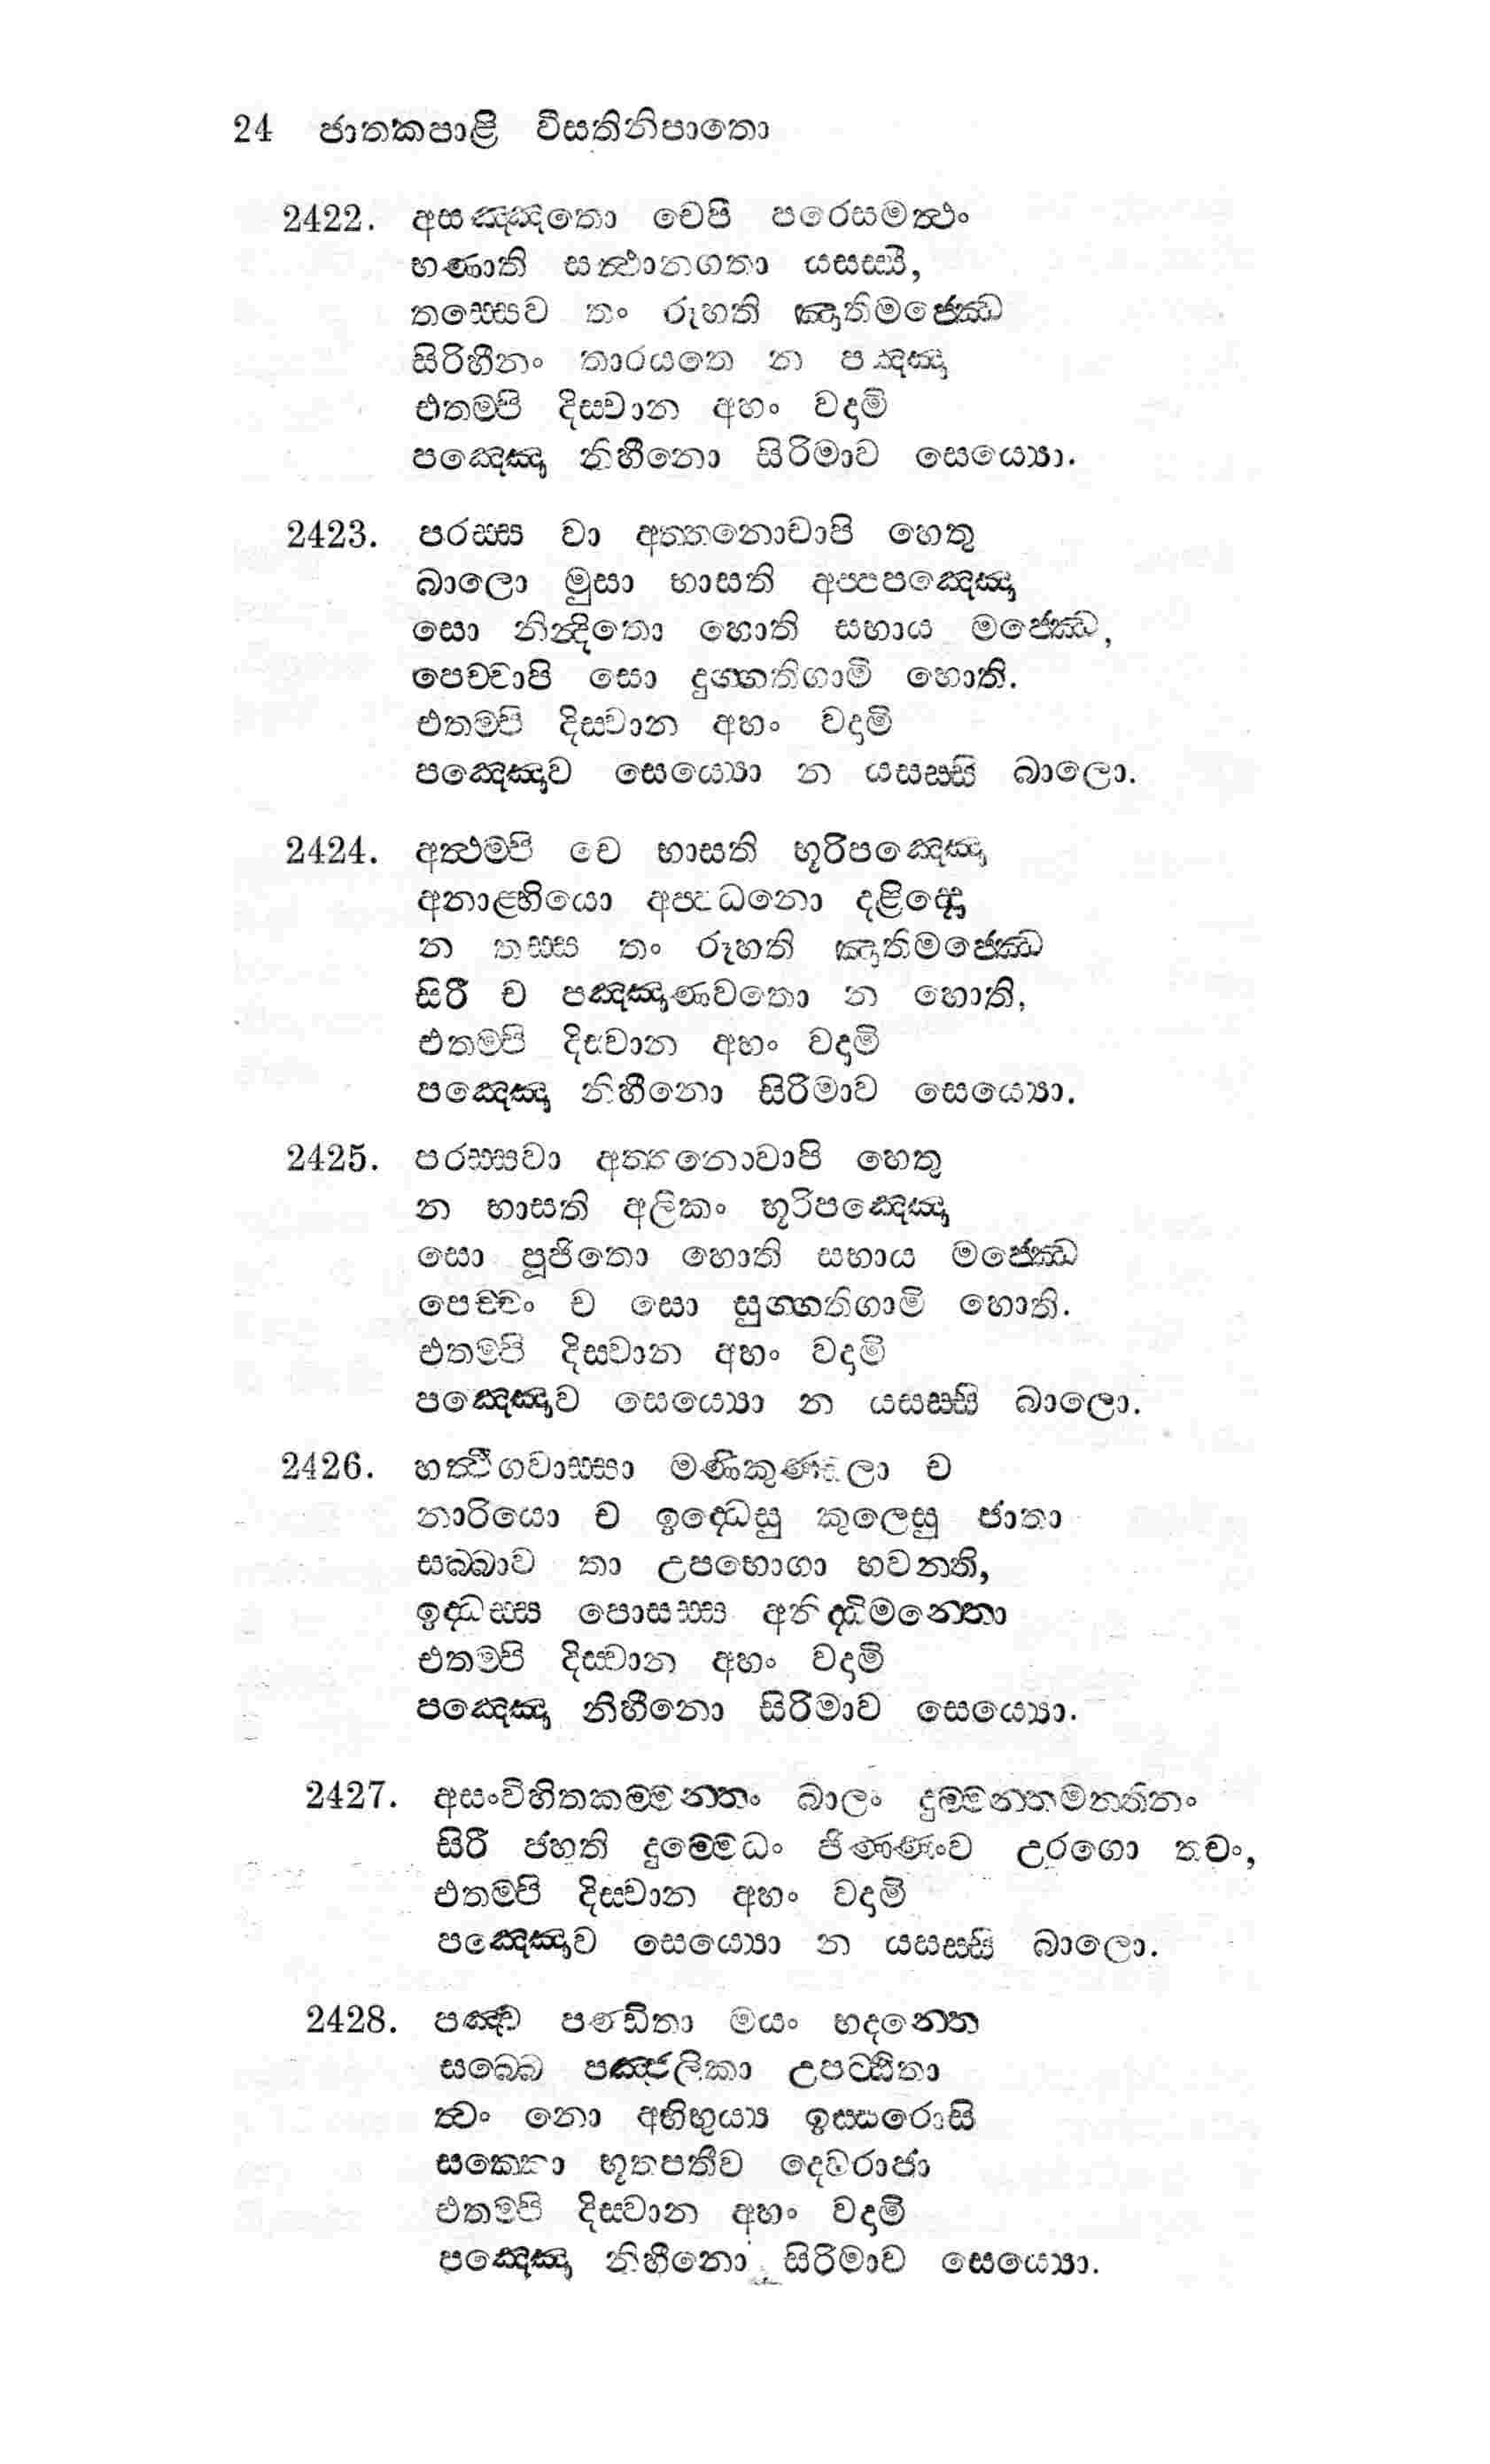 24 ජාතකපාළි වීසතිනිපාතො
2422. අසඤ්ඤතො චෙපි පරෙසමත්ථං
භණාති සන්ථානගතා යසස්සී,
තස්සෙව තං රූහති ඤාතිමජ්ඣෙ
සිරිහීනං තාරයතෙ න පඤ්ඤා
එතම්පි දිස්වාන අහං වදාමි
පඤ්ඤො නිහීනො සිරිමාව සෙය්‍යො.
2423. පරස්ස වා අත්තනොචාපි හෙතු
බාලො මුසා භාසති අප්පපඤ්ඤො
සො නින්දිතො හොති සභාය මජ්ඣෙ,
පෙච්චාපි සො දුග්ගතිගාමි හොති.
එතම්පි දිස්වාන අහං වදාමි
පඤ්ඤොව සෙය්‍යො න යසස්සි බාලො.
2424. අත්ථම්පි චෙ භාසති භූරිපඤ්ඤො
අනාළහියො අප්පධනො දළිද්දො
න තස්ස තං රූහති ඤාතිමජ්ඣෙ
සිරී ච පඤ්ඤාණවතො න හොති,
එතම්පි දිස්වාන අහං වදාමි
පඤ්ඤො නිහීනො සිරිමාව සෙය්‍යො.
2425. පරස්සවා අත්තනොවාපි හෙතු
න භාසති අලිකං භූරිපඤ්ඤො
සො පූජිතො හොති සභාය මජ්ඣෙ
පෙච්චං ච සො සුග්ගතිගාමි හොති.
එතම්පි දිස්වාන අහං වදාමි
පඤ්ඤොව සෙය්‍යො න යසස්සි බාලො.
2426. හත්ථීගවාස්සා මණිකුණ්ඩලා ච
නාරියො ච ඉද්ධෙසු කුලෙසු ජාතා
සබ්බාව තා උපභොගා භවන්ති,
ඉද්ධස්ස පොසස්ස අනිද්ධිමන්තො
එතම්පි දිස්වාන අහං වදාමි
පඤ්ඤො නිහීනො සිරිමාව සෙය්‍යො.
2427. අසංවිහිතකම්මන්තං බාලං දුම්මන්තමන්තිනං
සිරී ජහති දුම්මෙධං ජිණ්ණංව උරගො තචං,
එතම්පි දිස්වාන අහං වදාමි
පඤ්ඤොව සෙය්‍යො න යසස්සි බාලො.
2428. පඤ්ච පණ්ඩිතා මයං භදන්තෙ
සබ්බෙ පඤ්ජලිකා උපට්ඨිතා
ත්වං නො අභිභුය්‍ය ඉස්සරොසි
සක්කො භූතපතීව දෙවරාජා
එතම්පි දිස්වාන අහං වදාමි
පඤ්ඤො නිහීනො සිරිමාව සෙය්‍යො.